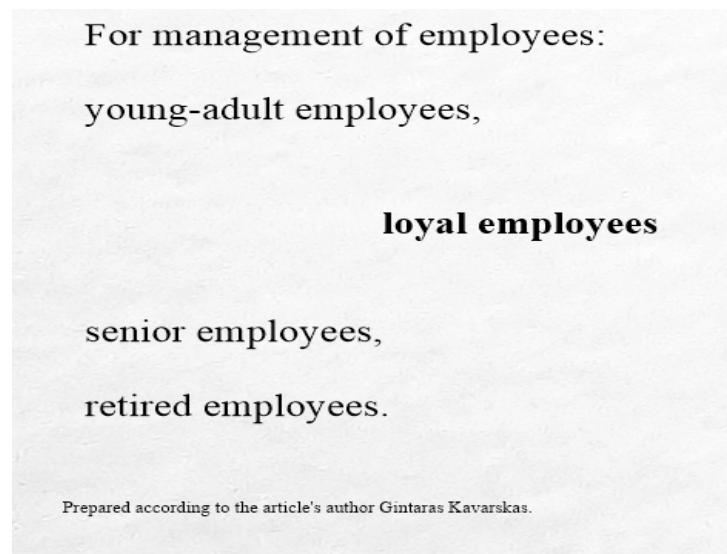 For management of employees:
young-adult employees,
loyal employees
senior employees,
retired employees.
Prepared according to the article's author Gintaras Kavarskas.